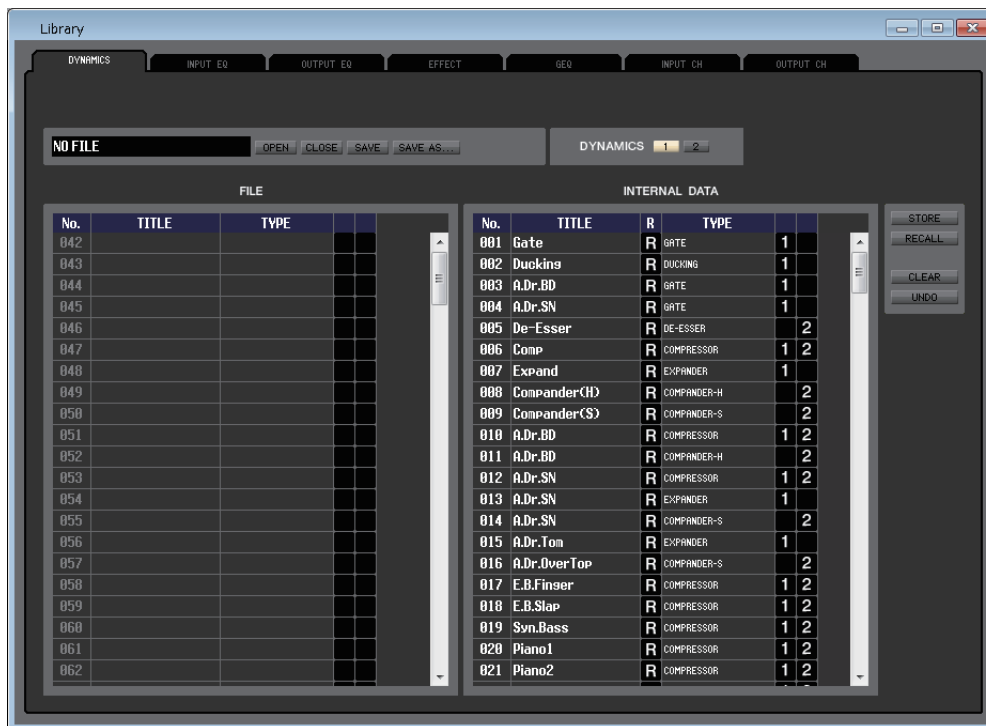 Library
DYNAMICS INPUT EQ OUTPUT EQ EFFECT GEQ INPUT CH OUTPUT CH
NO FILE OPEN CLOSE SAVE SAVE AS... DYNAMICS 1 2
FILE INTERNAL DATA
No. TITLE TYPE No. TITLE R TYPE STORE
042 001 Gate R GATE 1 RECALL
043 002 Ducking R DUCKING 1
044 003 A.Dr.BD R GATE 1 CLEAR
045 004 A.Dr.SN R GATE 1 UNDO
046 005 De-Esser R DE-ESSER 2
047 006 Comp R COMPRESSOR 1 2
048 007 Expand R EXPANDER 1
049 008 Compander(H) R COMPANDER-H 2
050 009 Compander(S) R COMPANDER-S 2
051 010 A.Dr.BD R COMPRESSOR 1 2
052 011 A.Dr.BD R COMPANDER-H 2
053 012 A.Dr.SN R COMPRESSOR 1 2
054 013 A.Dr.SN R EXPANDER 1
055 014 A.Dr.SN R COMPANDER-S 2
056 015 A.Dr.Tom R EXPANDER 1
057 016 A.Dr.OverTop R COMPANDER-S 2
058 017 E.B.Finger R COMPRESSOR 1 2
059 018 E.B.Slap R COMPRESSOR 1 2
060 019 Syn.Bass R COMPRESSOR 1 2
061 020 Piano1 R COMPRESSOR 1 2
062 021 Piano2 R COMPRESSOR 1 2